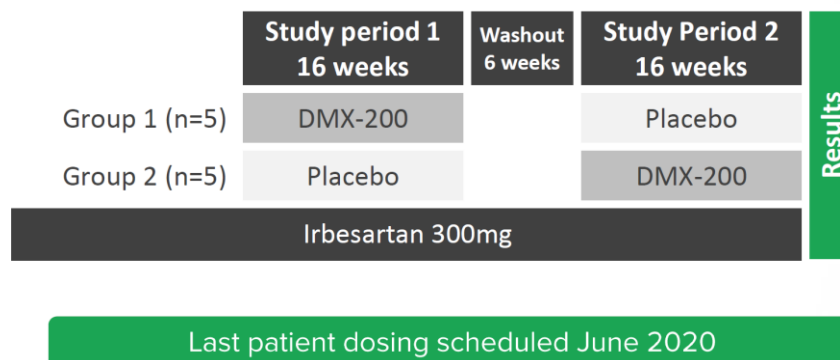 Study period 1
16 weeks
Washout
6 weeks
Study Period 2
16 weeks
Group 1 (n=5)
DMX-200
Placebo
Group 2 (n=5)
Placebo
DMX-200
Irbesartan 300mg
Results
Last patient dosing scheduled June 2020